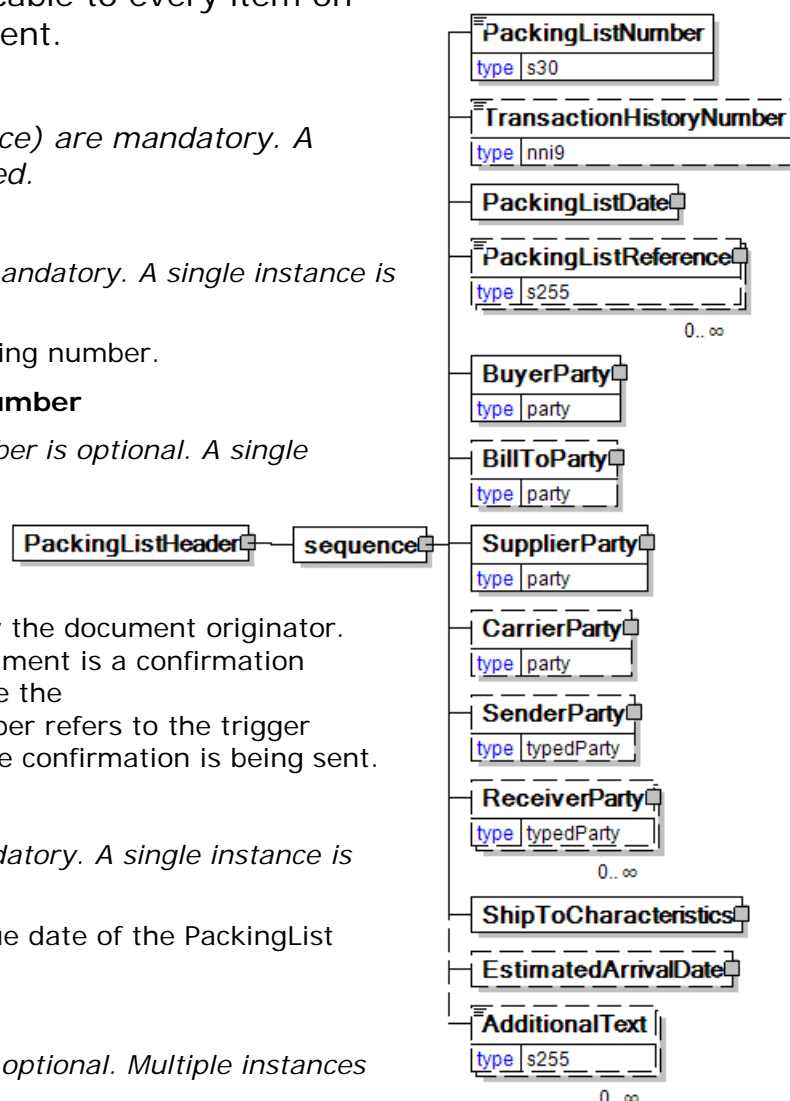 cable to every item on
ent.
ce) are mandatory. A
ed.
andatory. A single instance is
ing number.
umber
ber is optional. A single
PackingListHeader
sequence
y the document originator.
ment is a confirmation
e the
ber refers to the trigger
e confirmation is being sent.
datory. A single instance is
ue date of the PackingList
optional. Multiple instances
PackingListNumber
type s30
TransactionHistoryNumber
type nni9
PackingListDate
PackingListReference
type s255
0.. ∞
BuyerParty
type party
BillToParty
type party
SupplierParty
type party
CarrierParty
type party
SenderParty
type typedParty
ReceiverParty
type typedParty
0.. ∞
ShipToCharacteristics
EstimatedArrivalDate
AdditionalText
type s255
0.. ∞